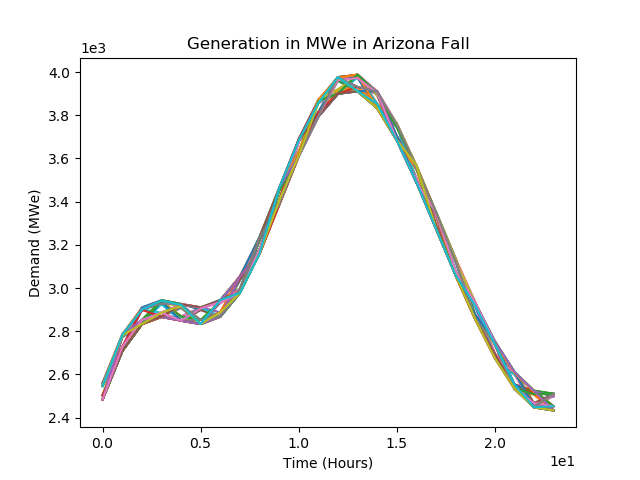 Generation in MWe in Arizona Fall
1e3
4.0
3.8
3.6
3.4
3.2
3.0
2.8
2.6
2.4
Demand (MWe)
0.0 0.5 1.0 1.5 2.0
Time (Hours)
1e1